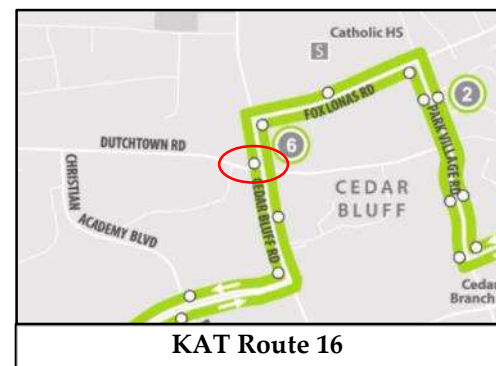 Catholic HS
S
FOX LONAS RD
2
6
DUTCHTOWN RD
PARK VILLAGE RD
CHRISTIAN
ACADEMY BLVD
CEDAR BLUFF RD
CEDAR
BLUFF
Cedar
Branch
KAT Route 16